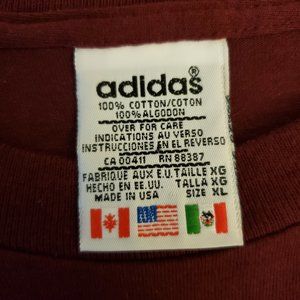 adidas®
100% COTTON/COTON
100% ALGODON
OVER FOR CARE
INDICATIONS AU VERSO
INSTRUCCIONES EN EL REVERSO
CA 00411 RN 88387
FABRIQUE AUX E.U. TAILLE XG
HECHO EN EE.UU. TALLA XG
MADE IN USA SIZE XL